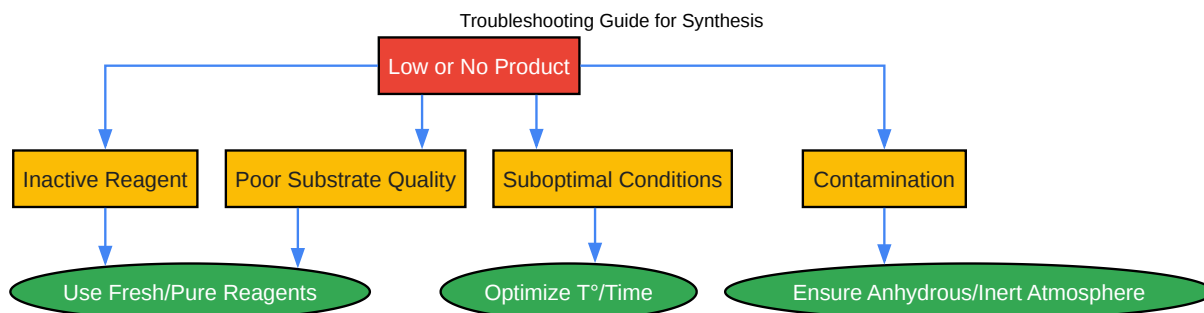 Troubleshooting Guide for Synthesis
Low or No Product
Inactive Reagent
Poor Substrate Quality
Suboptimal Conditions
Contamination
Use Fresh/Pure Reagents
Optimize T°/Time
Ensure Anhydrous/Inert Atmosphere